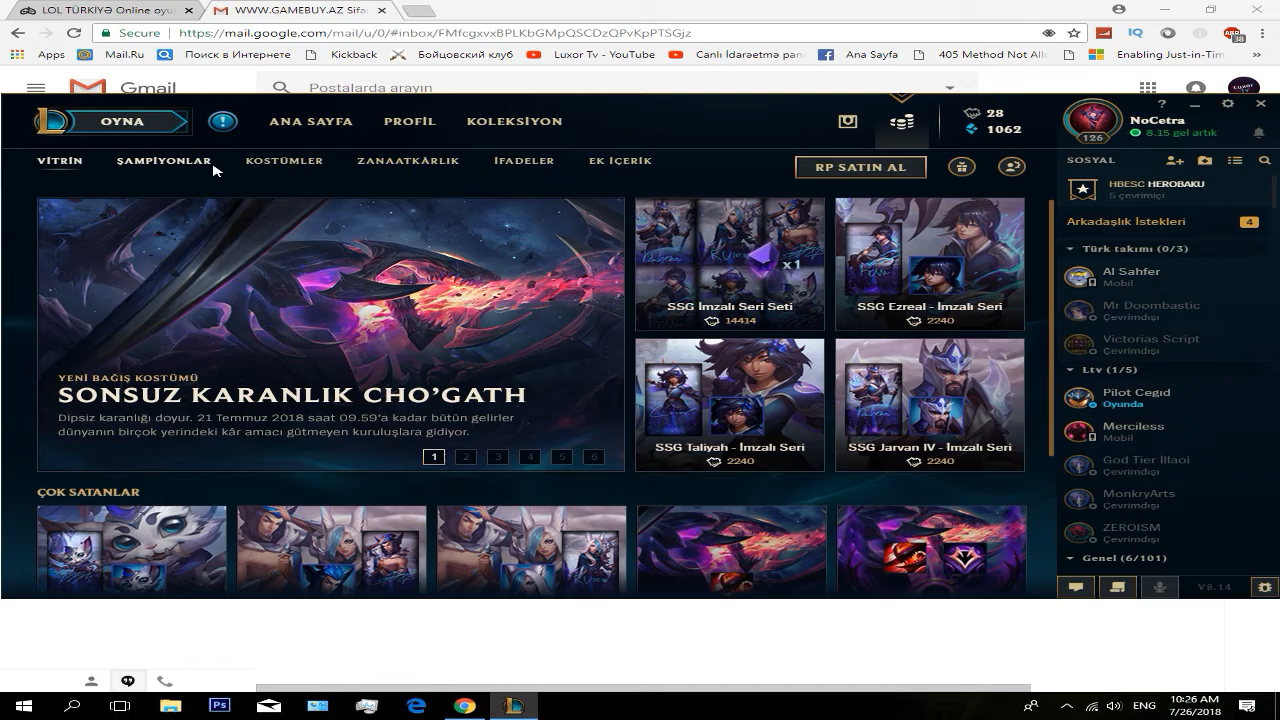 LOL TÜRKİYƏ Online oyu
WWW.GAMEBUY.AZ Sifa
Secure
https://mail.google.com/mail/u/0/#inbox/FMfcgxvxBPLKbGMpQSCDzQPvKpPTSGjz
Apps
Mail.Ru
Поиск в Интернете
Kickback
Бойцовский клуб
Luxor Tv - YouTube
Canlı İdarəetmə pan
Ana Sayfa
405 Method Not All
Enabling Just-in-Tim
Gmail
Postalarda arayın
OYNA
ANA SAYFA
PROFİL
KOLEKSİYON
28
1062
126
NoCetra
8.15 gel artık
VİTRİN
ŞAMPİYONLAR
KOSTÜMLER
ZANAATKÂRLIK
İFADELER
EK İÇERİK
RP SATIN AL
SOSYAL
HBESC HEROBAKU
5 çevrimiçi
Arkadaşlık İstekleri
4
Türk takımı (0/3)
Al Sahfer
Mobil
Mr Doombastic
Çevrimdışı
Victorias Script
Çevrimdışı
Ltv (1/5)
Pilot Cegıd
Oyunda
Merciless
Mobil
God Tier İllaoi
Çevrimdışı
MonkryArts
Çevrimdışı
ZEROISM
Çevrimdışı
Genel (6/101)
V8.14
x1
SSG İmzalı Seri Seti
14414
SSG Ezreal - İmzalı Seri
2240
SSG Taliyah - İmzalı Seri
2240
SSG Jarvan IV - İmzalı Seri
2240
YENİ BAĞIŞ KOSTÜMÜ
SONSUZ KARANLIK CHO'GATH
Dipsiz karanlığı doyur. 21 Temmuz 2018 saat 09.59'a kadar bütün gelirler
dünyanın birçok yerindeki kâr amacı gütmeyen kuruluşlara gidiyor.
1 2 3 4 5 6
ÇOK SATANLAR
Ps
ENG
10:26 AM
7/26/2018